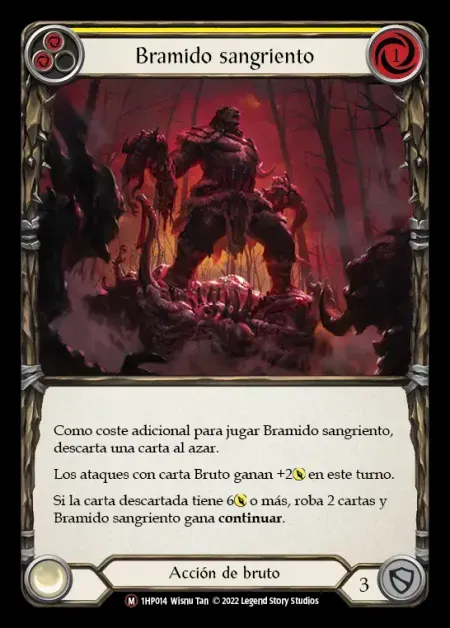 Bramido sangriento
1
Como coste adicional para jugar Bramido sangriento,
descarta una carta al azar.
Los ataques con carta Bruto ganan +2 en este turno.
Si la carta descartada tiene 6 o más, roba 2 cartas y
Bramido sangriento gana continuar.
Acción de bruto
3
M 1HP014 Wisnu Tan © 2022 Legend Story Studios